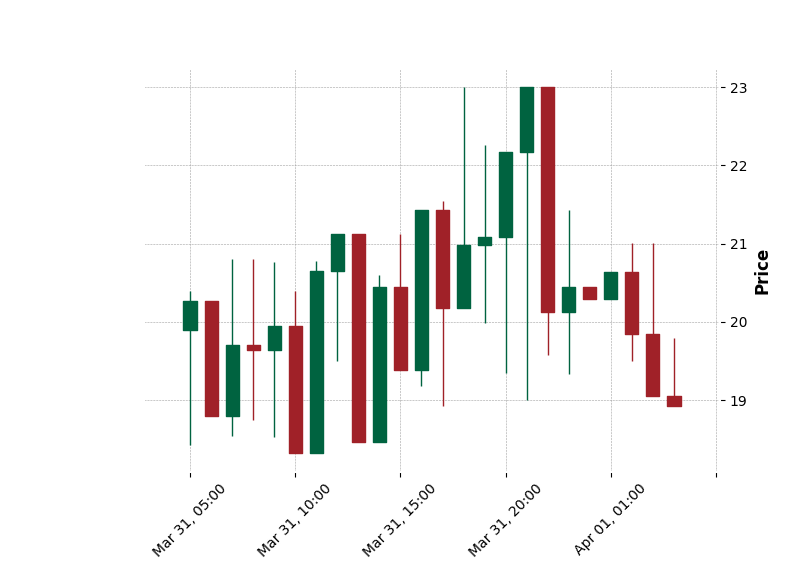 23
22
21
20
19
Price
Mar 31, 05:00
Mar 31, 10:00
Mar 31, 15:00
Mar 31, 20:00
Apr 01, 01:00